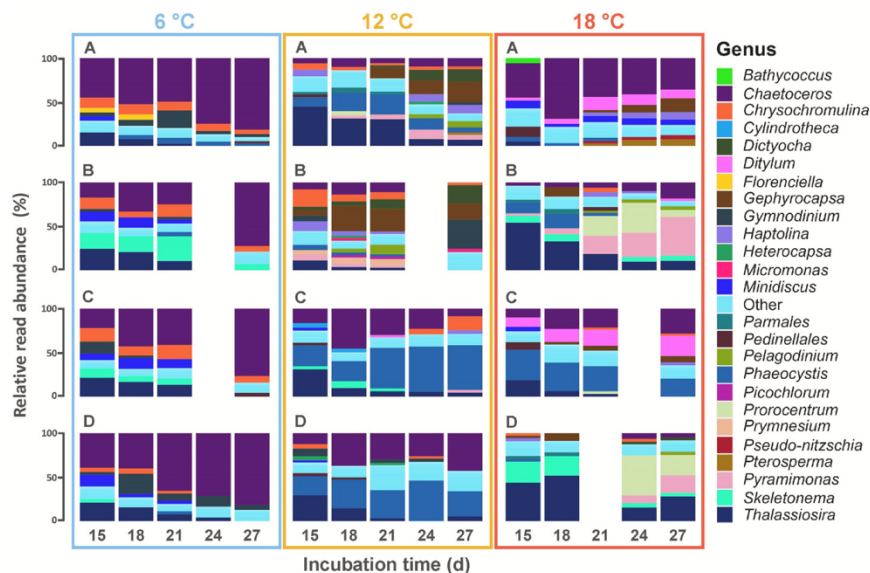 6 °C 12 °C 18 °C
A A A
100
50
0
B B B
100
50
0
C C C
100
50
0
D D D
100
50
0
Relative read abundance (%)
15 18 21 24 27 15 18 21 24 27 15 18 21 24 27
Incubation time (d)
Genus
Bathycoccus
Chaetoceros
Chrysochromulina
Cylindrotheca
Dictyocha
Ditylum
Florenciella
Gephyrocapsa
Gymnodinium
Haptolina
Heterocapsa
Micromonas
Minidiscus
Other
Parmales
Pedinellales
Pelagodinium
Phaeocystis
Picochlorum
Prorocentrum
Prymnesium
Pseudo-nitzschia
Pterosperma
Pyramimonas
Skeletonema
Thalassiosira